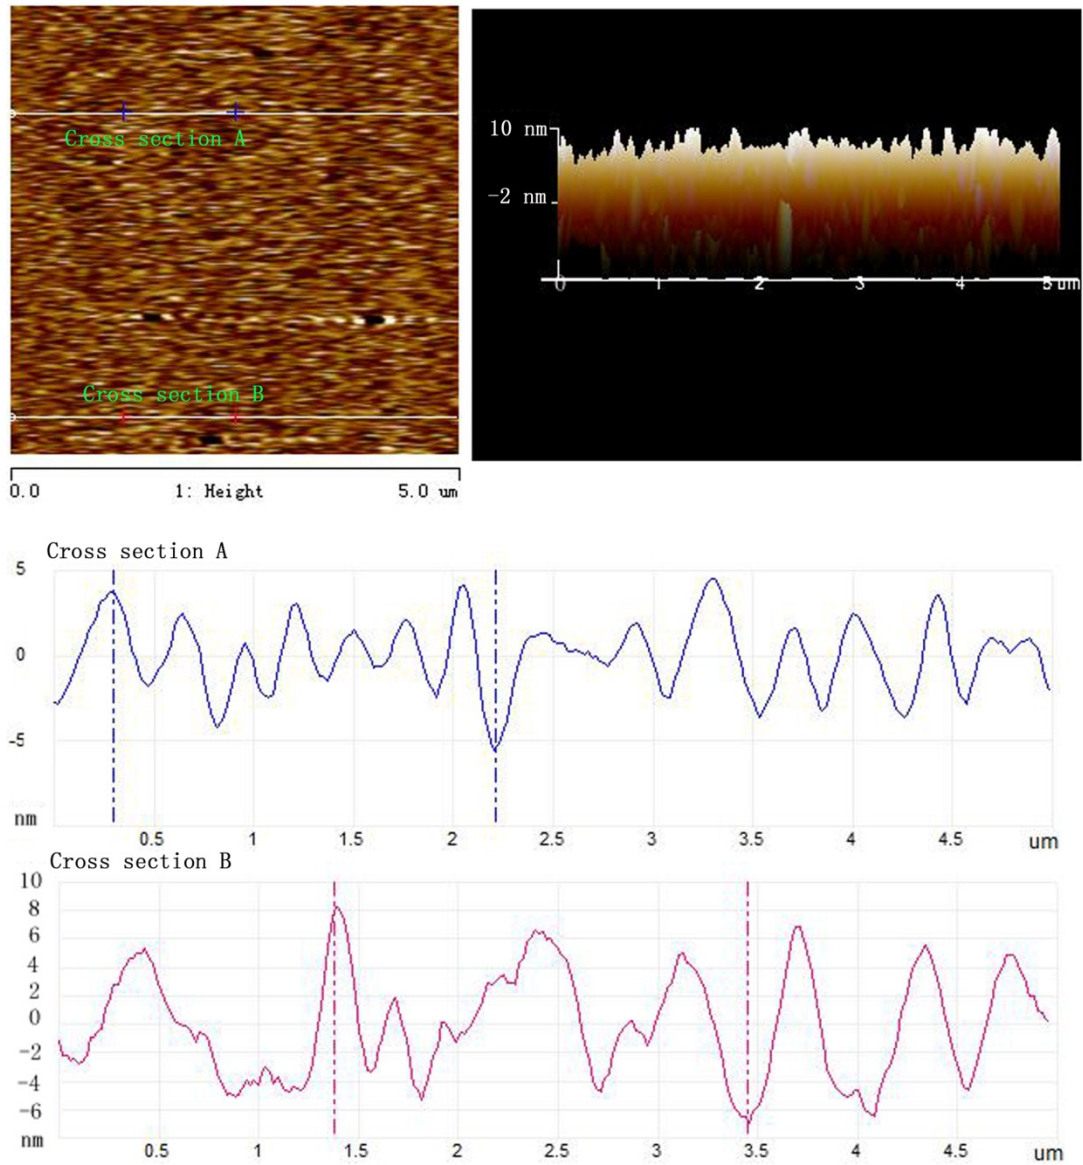 Cross section A
Cross section B
0.0 1: Height 5.0 um
10 nm
-2 nm
0 1 2 3 4 5 um
Cross section A
5
0
-5
nm
0.5 1 1.5 2 2.5 3 3.5 4 4.5 um
Cross section B
10
8
6
4
2
0
-2
-4
-6
nm
0.5 1 1.5 2 2.5 3 3.5 4 4.5 um